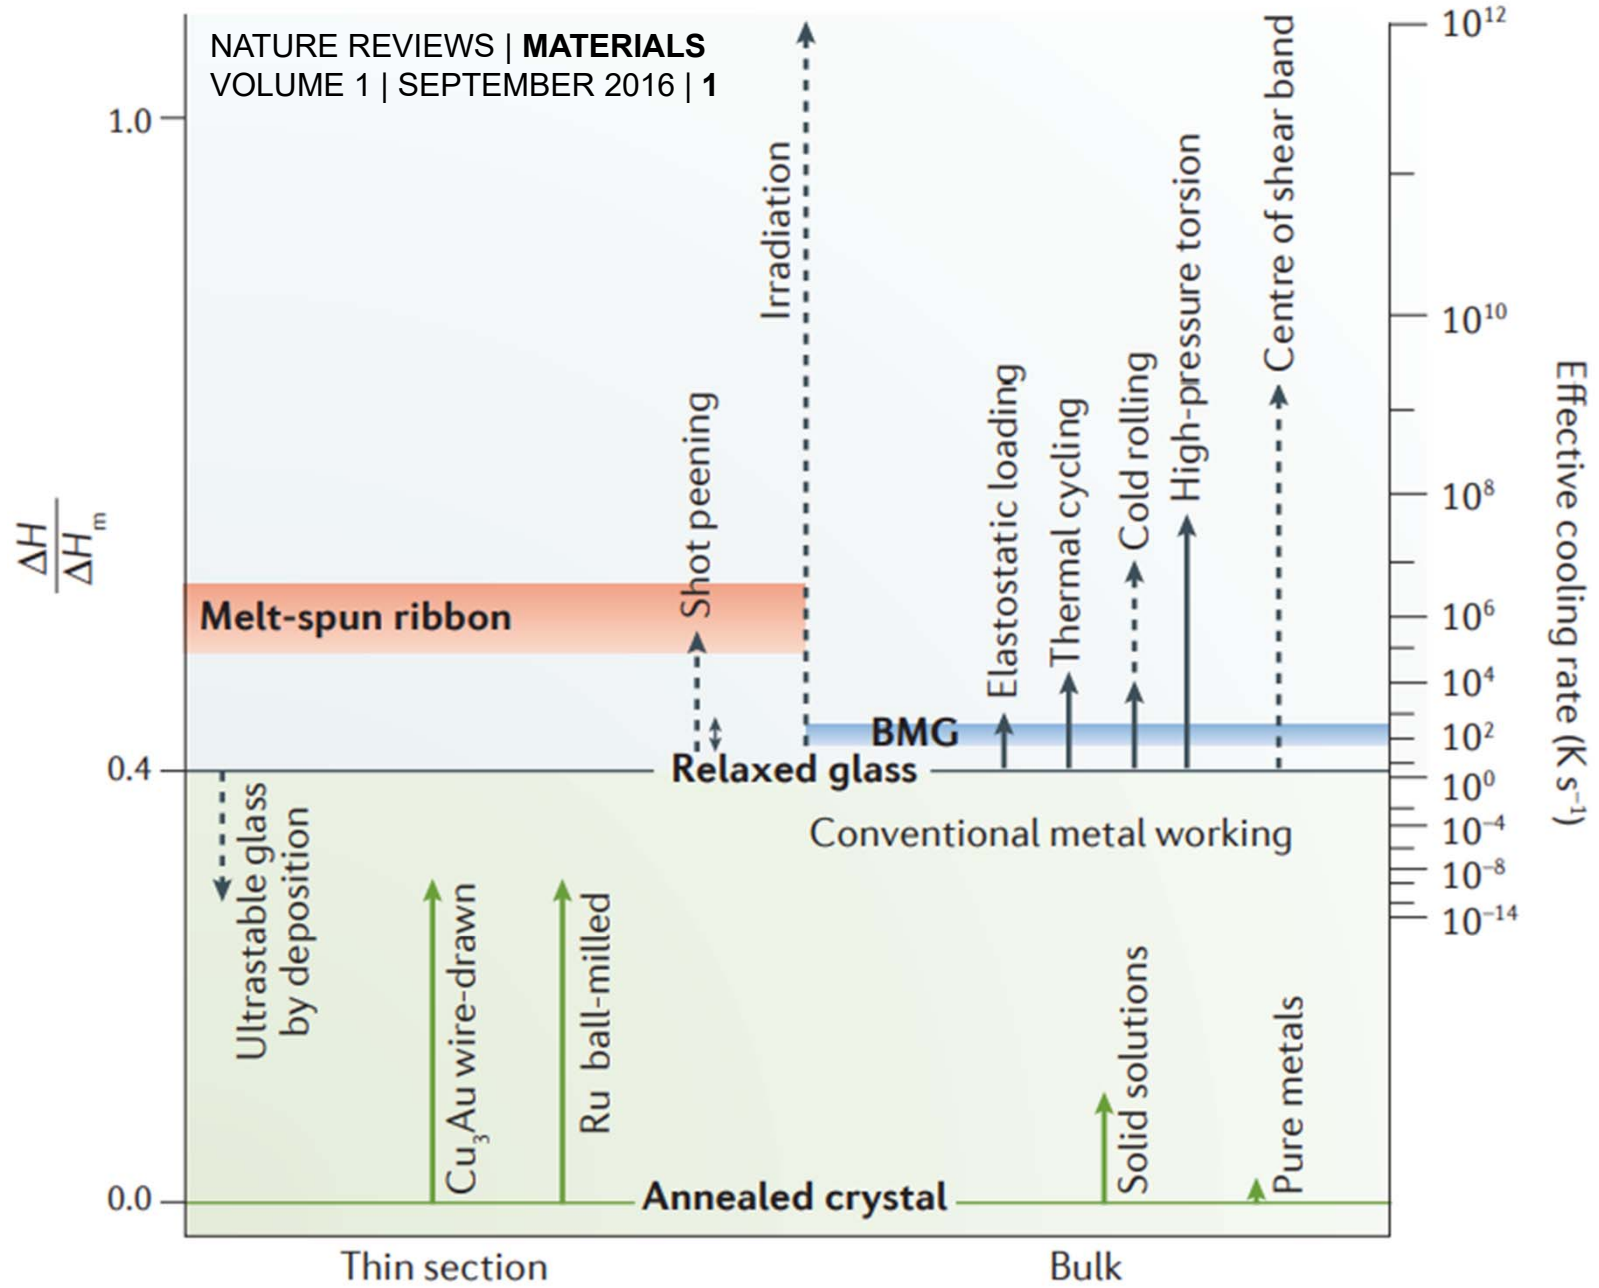 NATURE REVIEWS | MATERIALS
VOLUME 1 | SEPTEMBER 2016 | 1
1.0
0.4
0.0
ΔH
ΔHm
Melt-spun ribbon
Shot peening
Irradiation
BMG
Elastostatic loading
Thermal cycling
Cold rolling
High-pressure torsion
Centre of shear band
Relaxed glass
Conventional metal working
Ultrastable glass
by deposition
Cu₃Au wire-drawn
Ru ball-milled
Solid solutions
Pure metals
Annealed crystal
Thin section
Bulk
10¹²
10¹⁰
10⁸
10⁶
10⁴
10²
10⁰
10⁻⁴
10⁻⁸
10⁻¹⁴
Effective cooling rate (K s⁻¹)